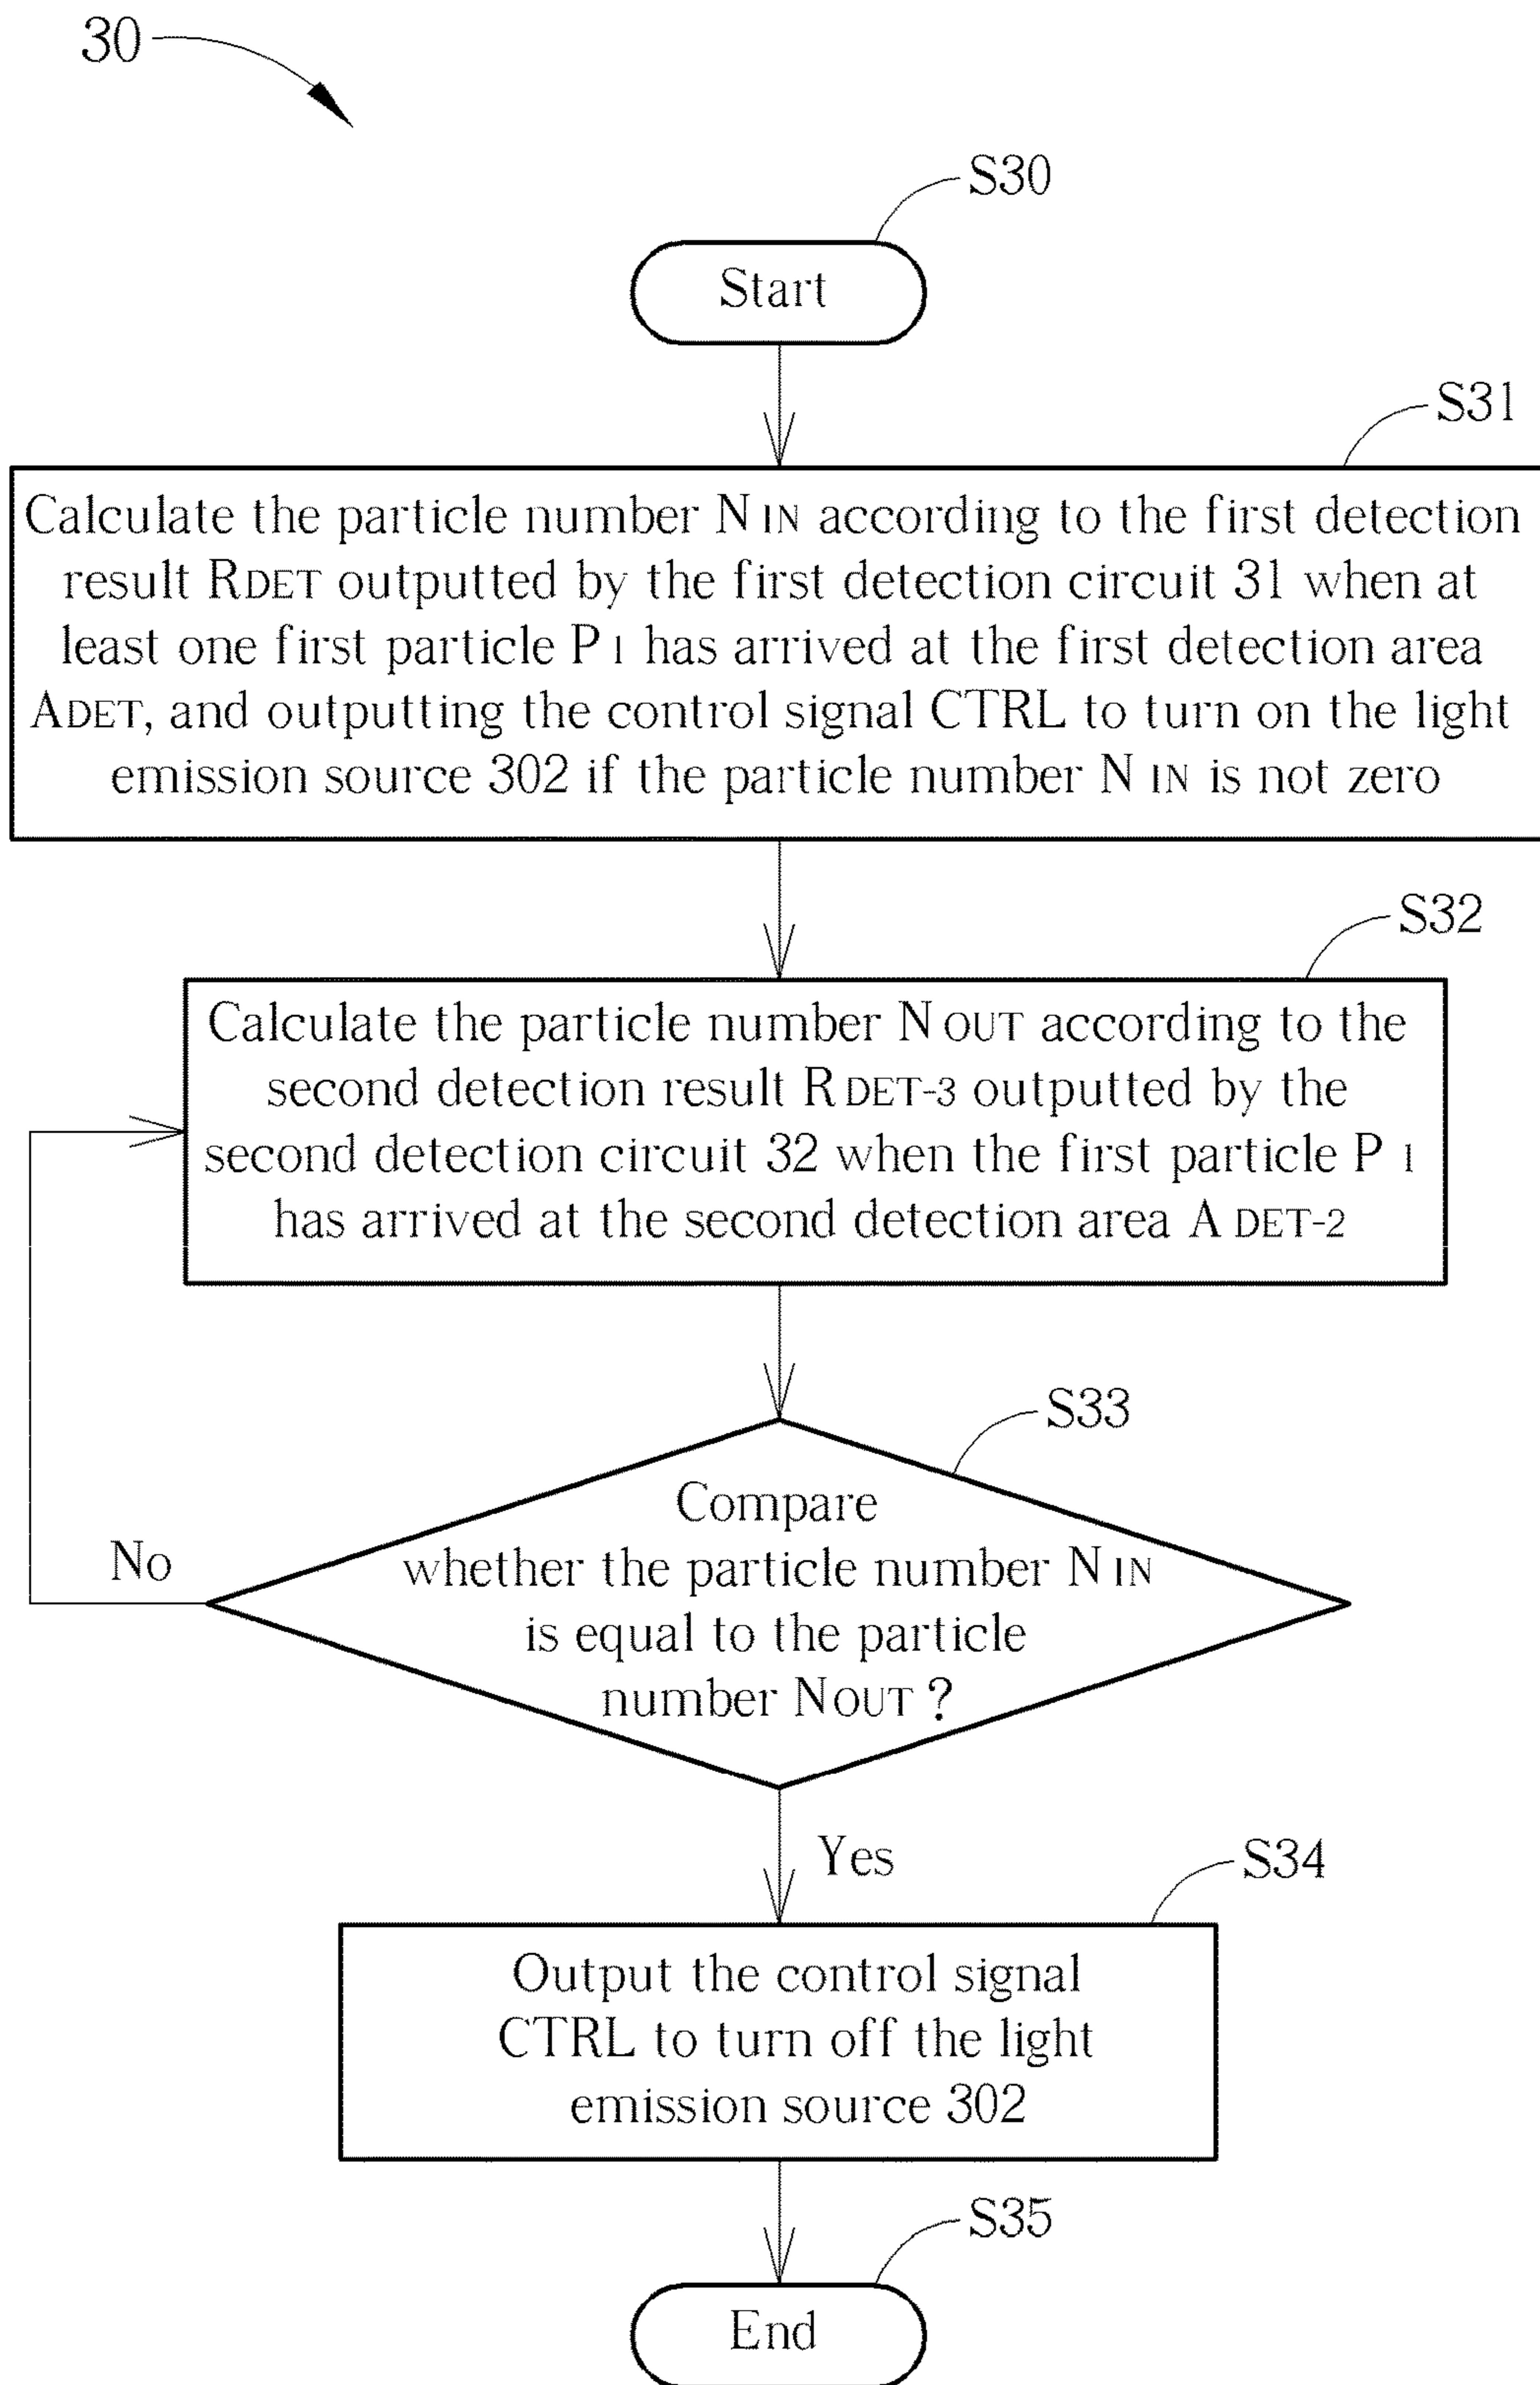 30
S30
Start
S31
Calculate the particle number N IN according to the first detection
result RDET outputted by the first detection circuit 31 when at
least one first particle P 1 has arrived at the first detection area
ADET, and outputting the control signal CTRL to turn on the light
emission source 302 if the particle number N IN is not zero
S32
Calculate the particle number N OUT according to the
second detection result R DET-3 outputted by the
second detection circuit 32 when the first particle P 1
has arrived at the second detection area A DET-2
S33
Compare
whether the particle number N IN
is equal to the particle
number NOUT ?
No
Yes
S34
Output the control signal
CTRL to turn off the light
emission source 302
S35
End